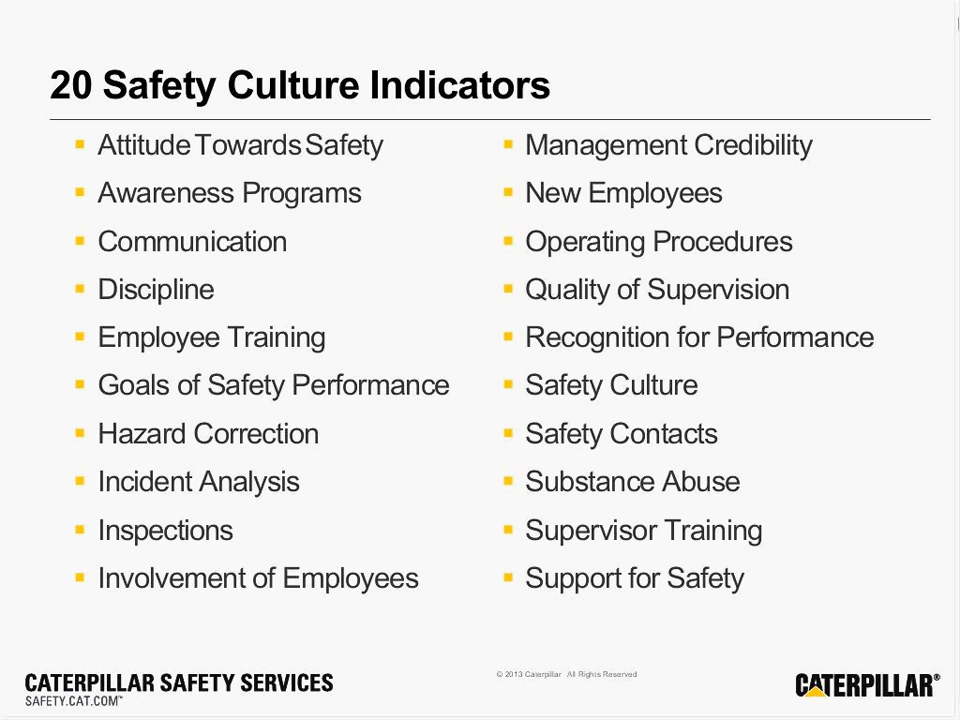 20 Safety Culture Indicators
▪ Attitude Towards Safety
▪ Awareness Programs
▪ Communication
▪ Discipline
▪ Employee Training
▪ Goals of Safety Performance
▪ Hazard Correction
▪ Incident Analysis
▪ Inspections
▪ Involvement of Employees
▪ Management Credibility
▪ New Employees
▪ Operating Procedures
▪ Quality of Supervision
▪ Recognition for Performance
▪ Safety Culture
▪ Safety Contacts
▪ Substance Abuse
▪ Supervisor Training
▪ Support for Safety
CATERPILLAR SAFETY SERVICES
SAFETY.CAT.COM™
© 2013 Caterpillar All Rights Reserved
CATERPILLAR®